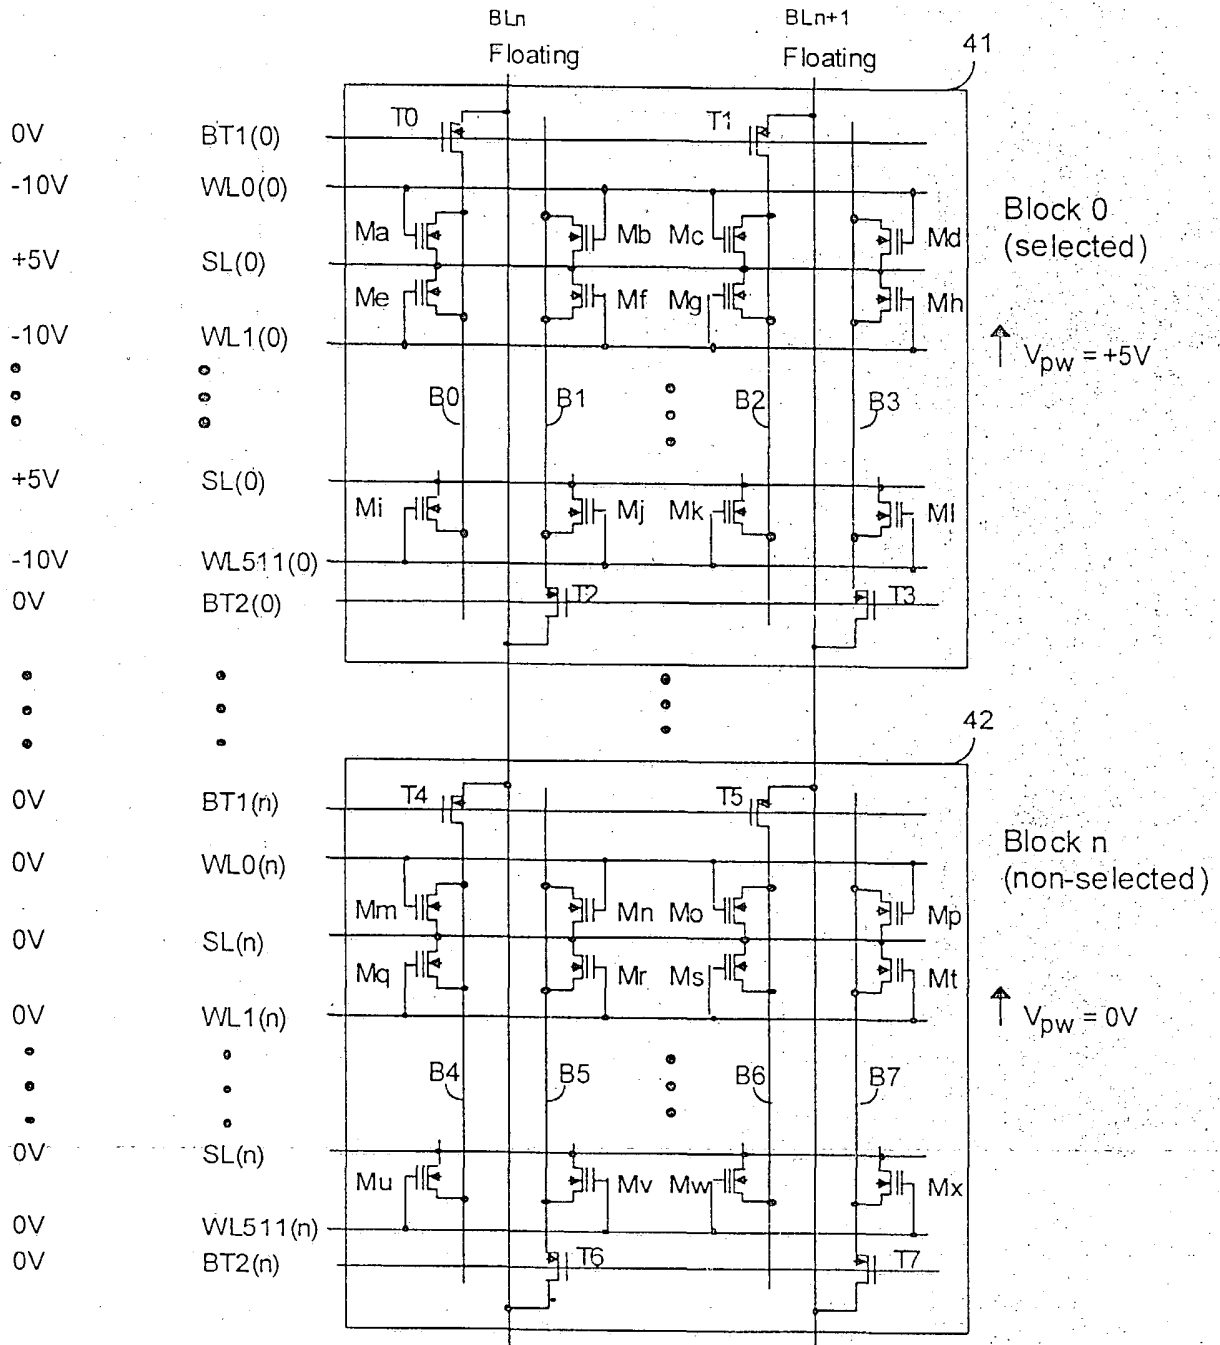 BLn BLn+1
Floating Floating
41
0V BT1(0) T0 T1
-10V WL0(0)
Block 0
(selected)
Ma Mb Mc Md
+5V SL(0)
Me Mf Mg Mh
-10V WL1(0)
Vpw = +5V
B0 B1 B2 B3
+5V SL(0)
Mi Mj Mk Ml
-10V WL511(0)
0V BT2(0) T2 T3
42
0V BT1(n) T4 T5
Block n
(non-selected)
0V WL0(n)
Mm Mn Mo Mp
0V SL(n)
Mq Mr Ms Mt
0V WL1(n)
Vpw = 0V
B4 B5 B6 B7
0V SL(n)
Mu Mv Mw Mx
0V WL511(n)
0V BT2(n) T6 T7